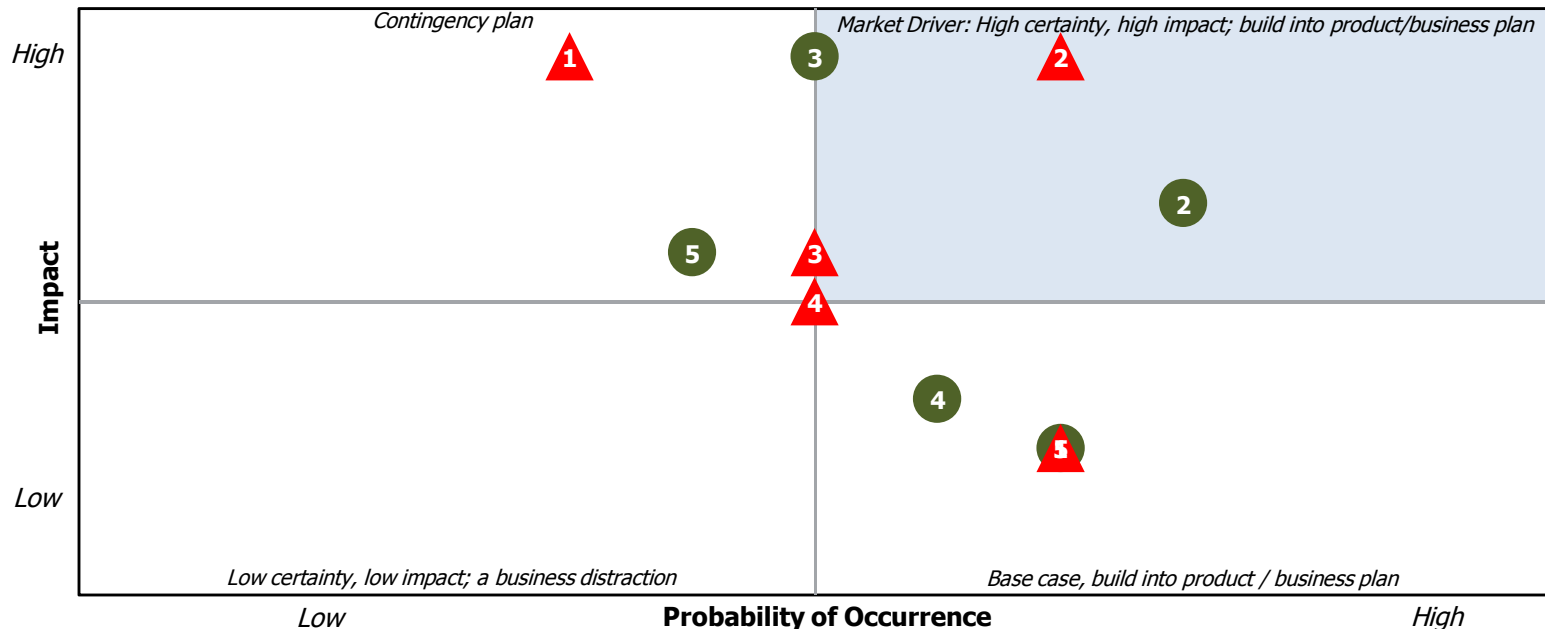 Contingency plan
Market Driver: High certainty, high impact; build into product/business plan
High
1
3
2
2
5
3
Impact
4
4
5
Low
Low certainty, low impact; a business distraction
Base case, build into product / business plan
Low
Probability of Occurrence
High